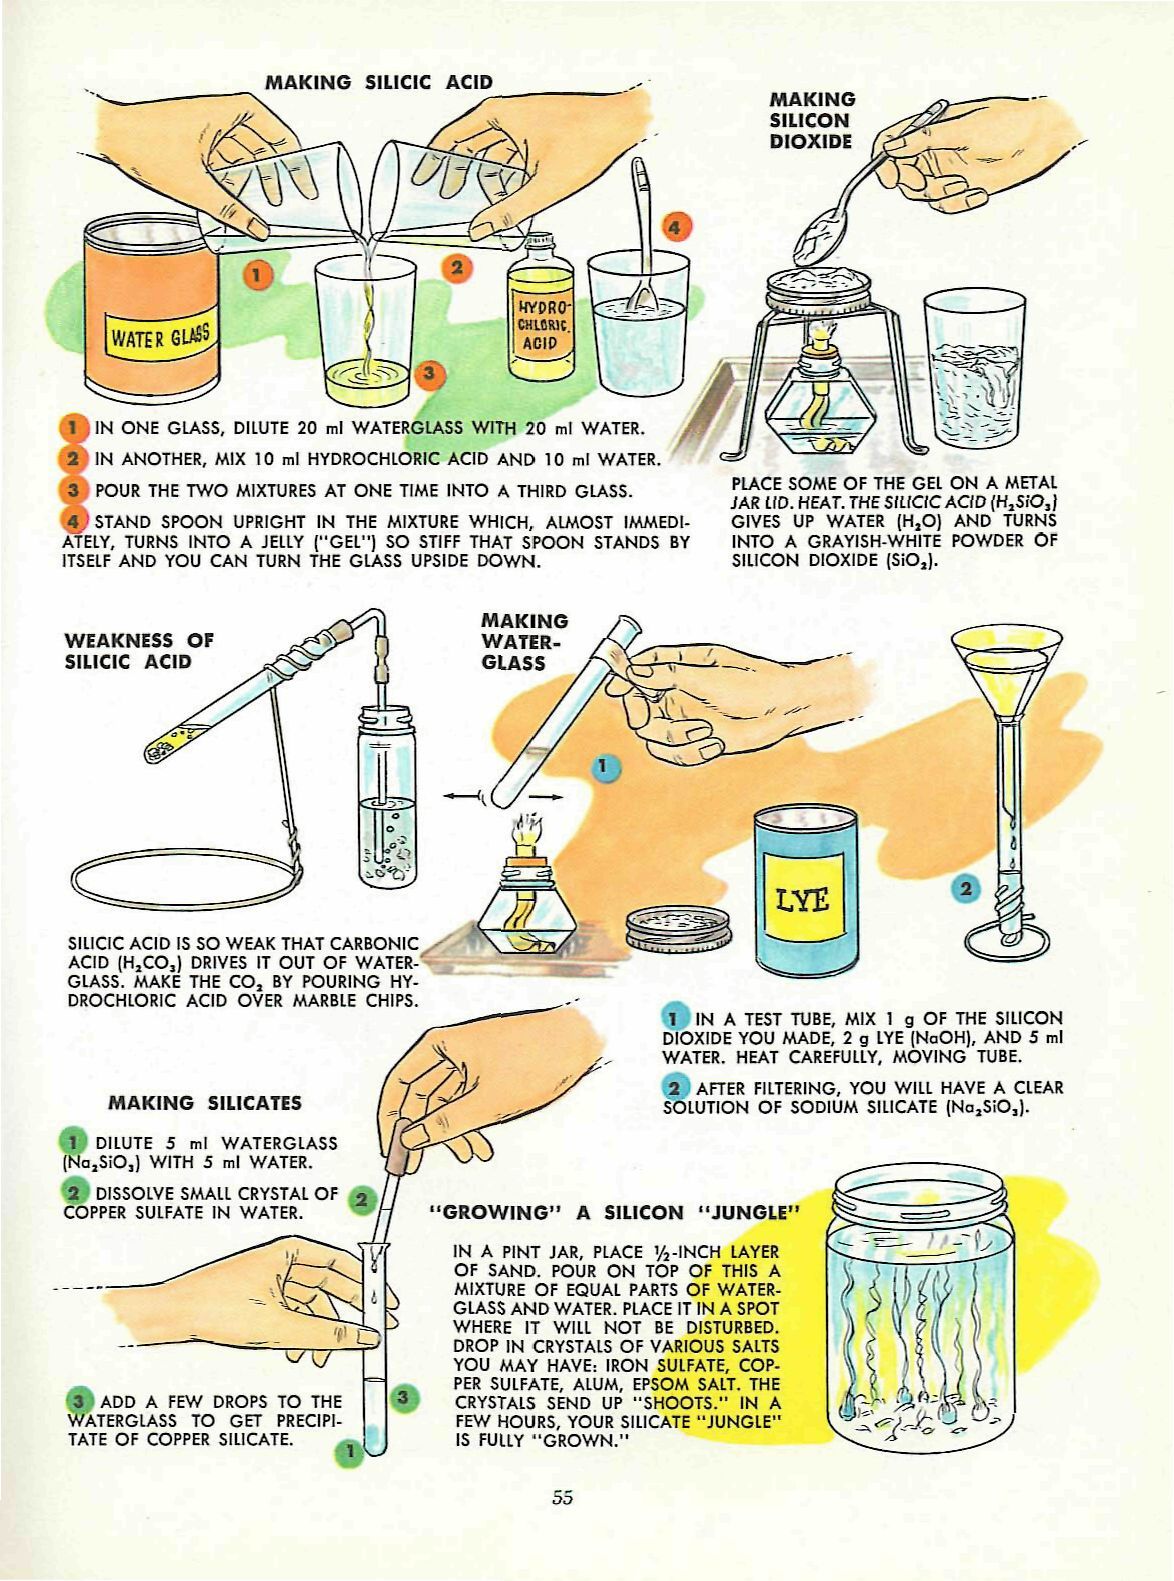 MAKING SILICIC ACID
WATER GLASS
1
2
3
HYDRO-
CHLORIC
ACID
4
1 IN ONE GLASS, DILUTE 20 ml WATERGLASS WITH 20 ml WATER.
2 IN ANOTHER, MIX 10 ml HYDROCHLORIC ACID AND 10 ml WATER.
3 POUR THE TWO MIXTURES AT ONE TIME INTO A THIRD GLASS.
4 STAND SPOON UPRIGHT IN THE MIXTURE WHICH, ALMOST IMMEDI-
ATELY, TURNS INTO A JELLY ("GEL") SO STIFF THAT SPOON STANDS BY
ITSELF AND YOU CAN TURN THE GLASS UPSIDE DOWN.
MAKING
SILICON
DIOXIDE
PLACE SOME OF THE GEL ON A METAL
JAR LID. HEAT. THE SILICIC ACID (H₂SiO₃)
GIVES UP WATER (H₂O) AND TURNS
INTO A GRAYISH-WHITE POWDER OF
SILICON DIOXIDE (SiO₂).
WEAKNESS OF
SILICIC ACID
SILICIC ACID IS SO WEAK THAT CARBONIC
ACID (H₂CO₃) DRIVES IT OUT OF WATER-
GLASS. MAKE THE CO₂ BY POURING HY-
DROCHLORIC ACID OVER MARBLE CHIPS.
MAKING
WATER-
GLASS
1
LYE
2
1 IN A TEST TUBE, MIX 1 g OF THE SILICON
DIOXIDE YOU MADE, 2 g LYE (NaOH), AND 5 ml
WATER. HEAT CAREFULLY, MOVING TUBE.
2 AFTER FILTERING, YOU WILL HAVE A CLEAR
SOLUTION OF SODIUM SILICATE (Na₂SiO₃).
MAKING SILICATES
1 DILUTE 5 ml WATERGLASS
(Na₂SiO₃) WITH 5 ml WATER.
2 DISSOLVE SMALL CRYSTAL OF
COPPER SULFATE IN WATER.
2
3 ADD A FEW DROPS TO THE
WATERGLASS TO GET PRECIPI-
TATE OF COPPER SILICATE.
3
1
"GROWING" A SILICON "JUNGLE"
IN A PINT JAR, PLACE ½-INCH LAYER
OF SAND. POUR ON TOP OF THIS A
MIXTURE OF EQUAL PARTS OF WATER-
GLASS AND WATER. PLACE IT IN A SPOT
WHERE IT WILL NOT BE DISTURBED.
DROP IN CRYSTALS OF VARIOUS SALTS
YOU MAY HAVE: IRON SULFATE, COP-
PER SULFATE, ALUM, EPSOM SALT. THE
CRYSTALS SEND UP "SHOOTS." IN A
FEW HOURS, YOUR SILICATE "JUNGLE"
IS FULLY "GROWN."
55